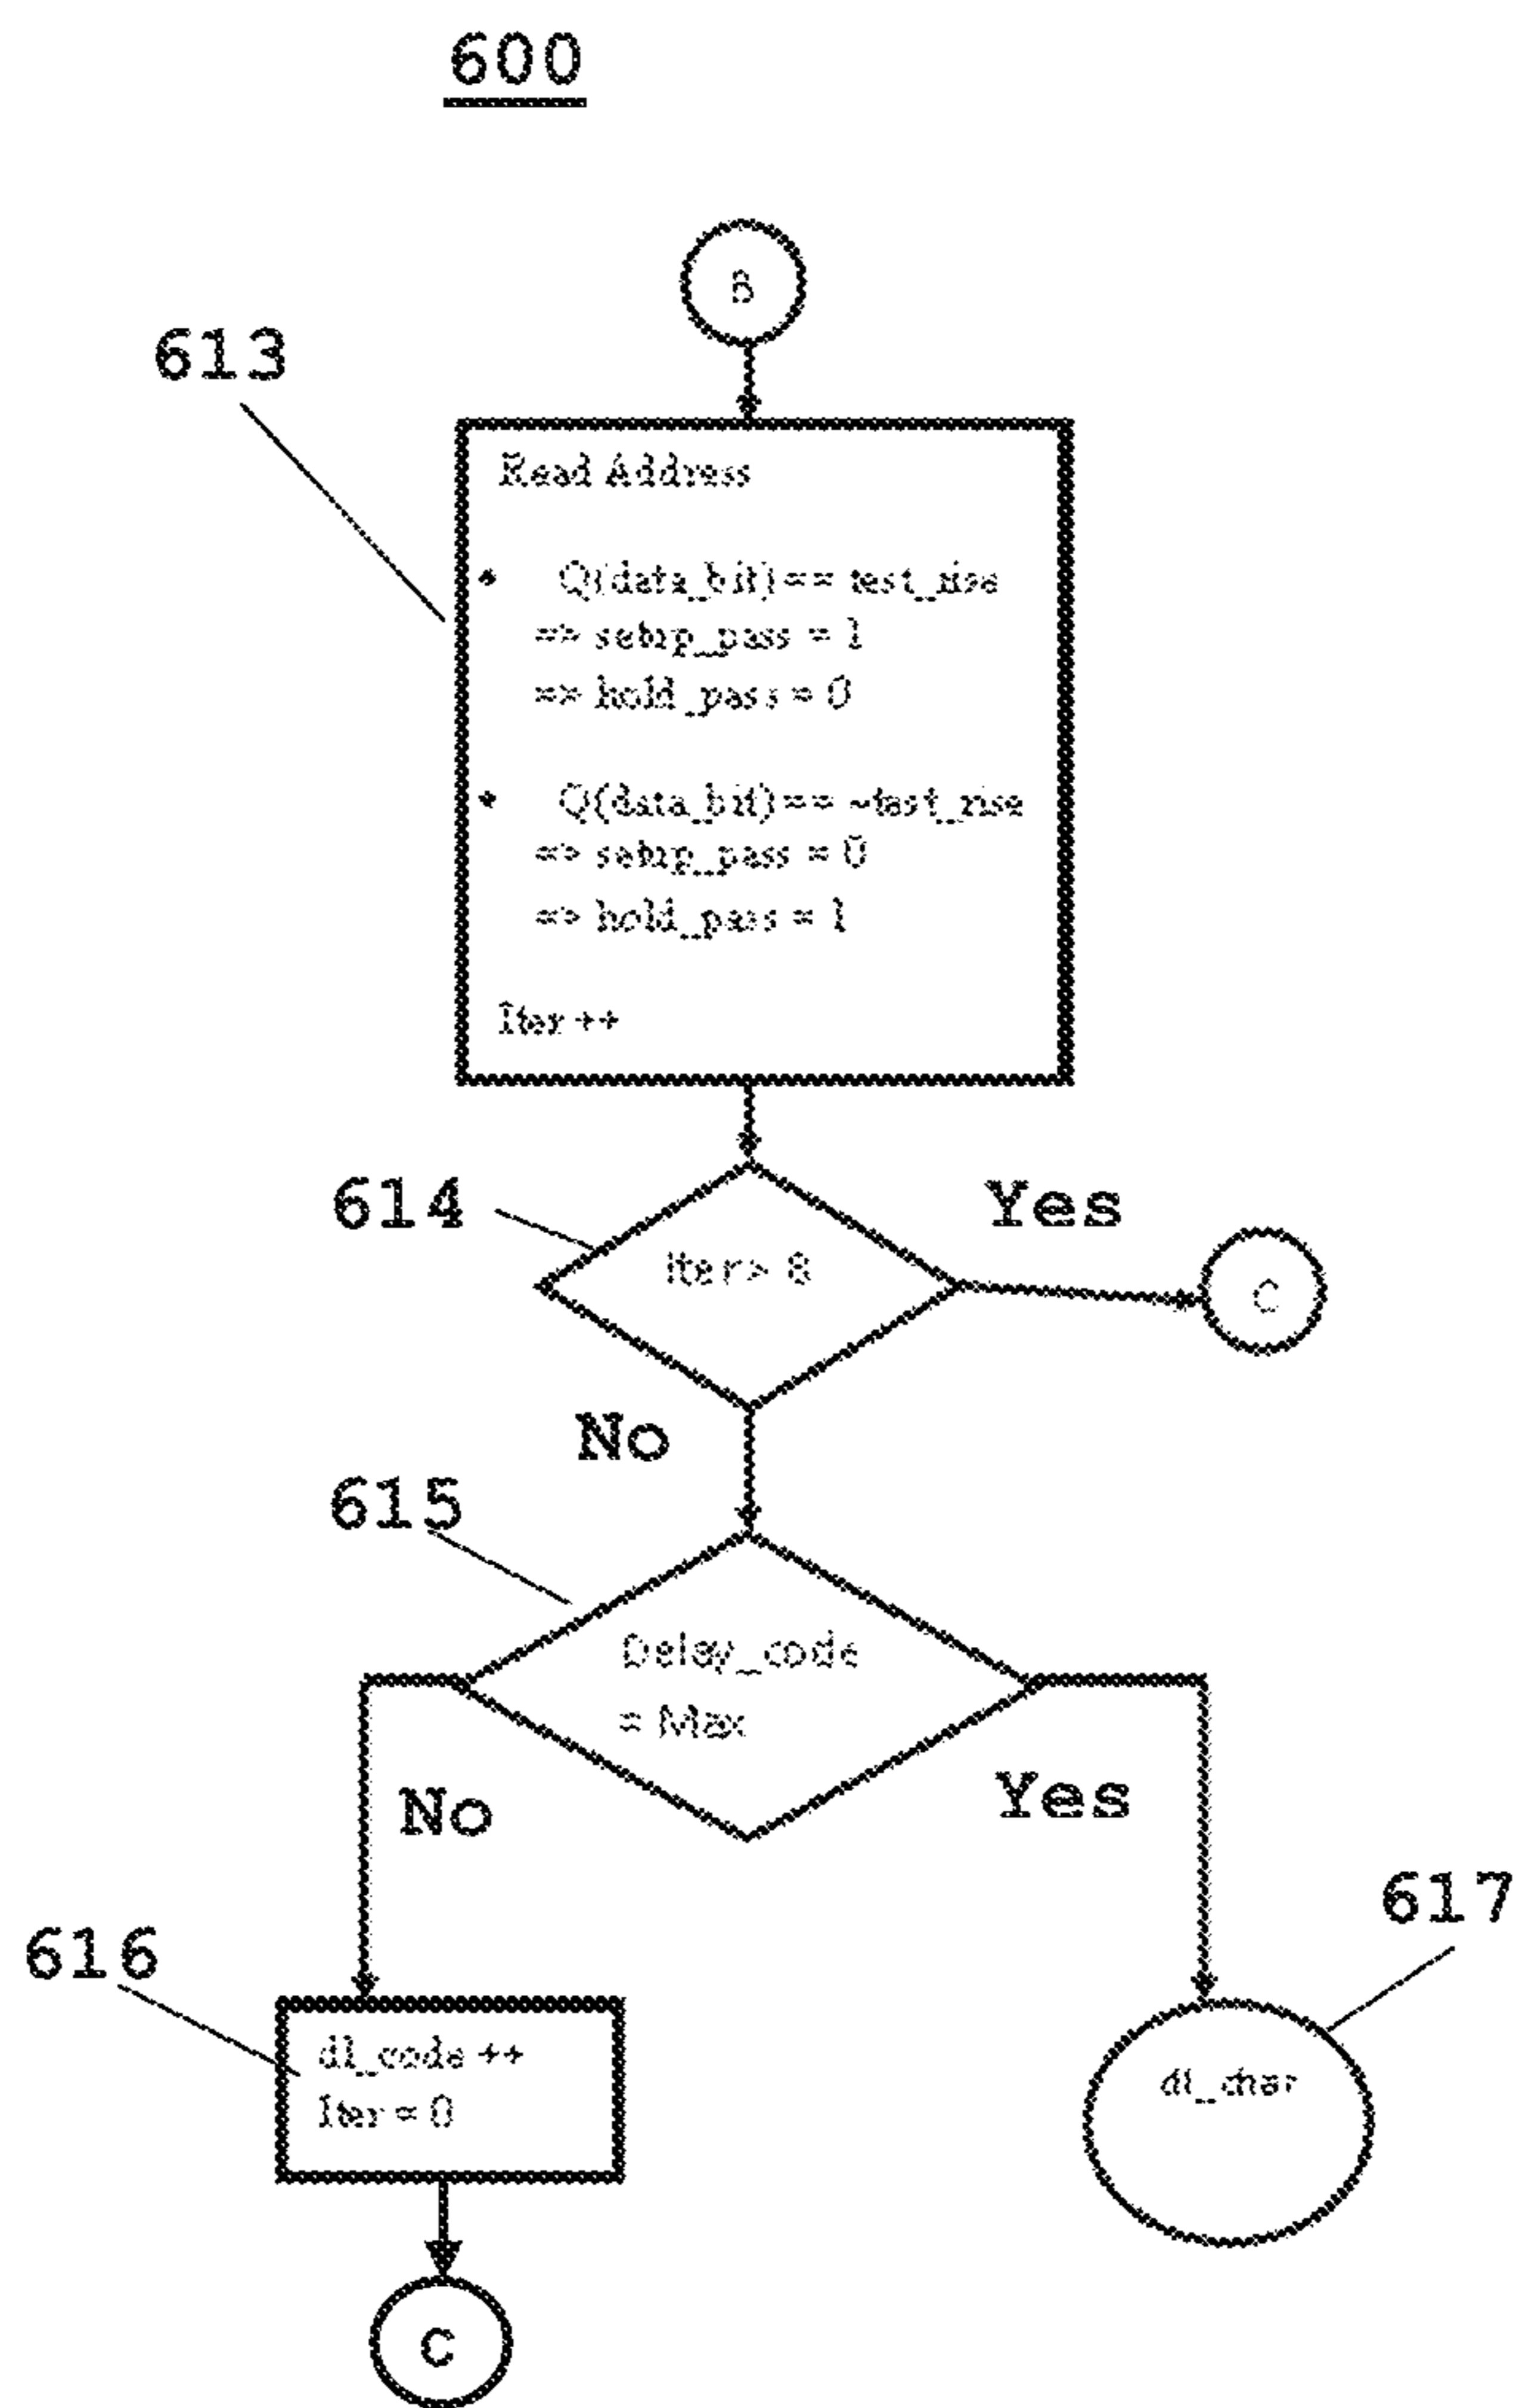 600
B
613
Read Address
* Q(data_bit)== test_rise
=> setup_pass = 1
=> hold_pass = 0
* Q(data_bit)== ~test_rise
=> setup_pass = 0
=> hold_pass = 1
Iter ++
614
Iter> 8
Yes
C
No
615
Delay_code
= Max
No
Yes
616
617
dl_code ++
Iter = 0
dl_char
C